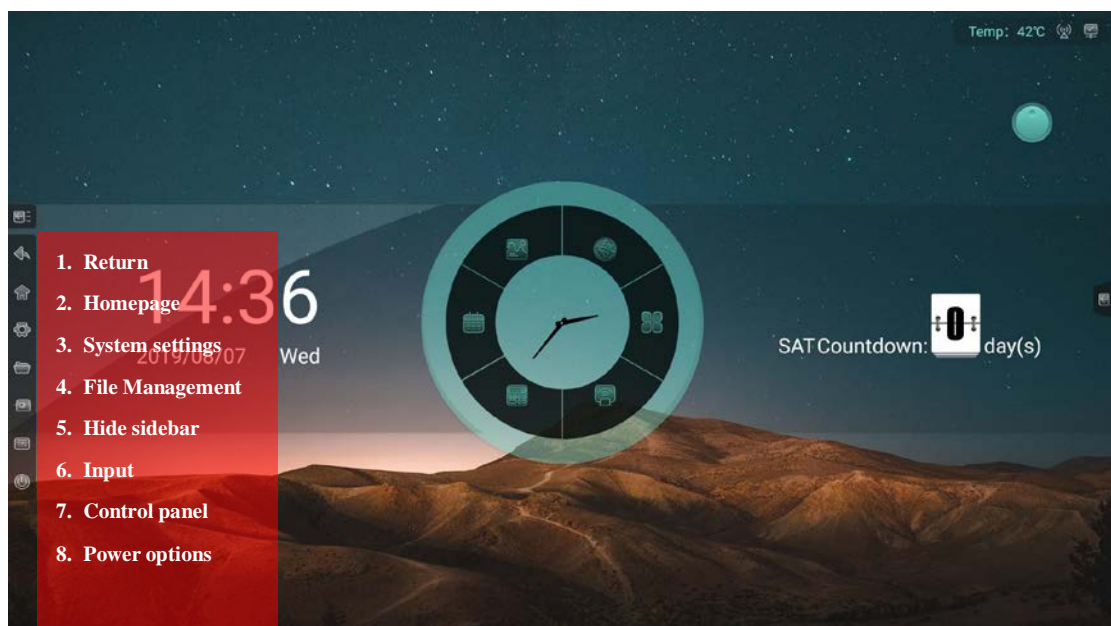 Temp: 42℃
1. Return
14:36
2. Homepage
3. System settings
2019/08/07 Wed
4. File Management
5. Hide sidebar
6. Input
7. Control panel
8. Power options
SAT Countdown: 0 day(s)